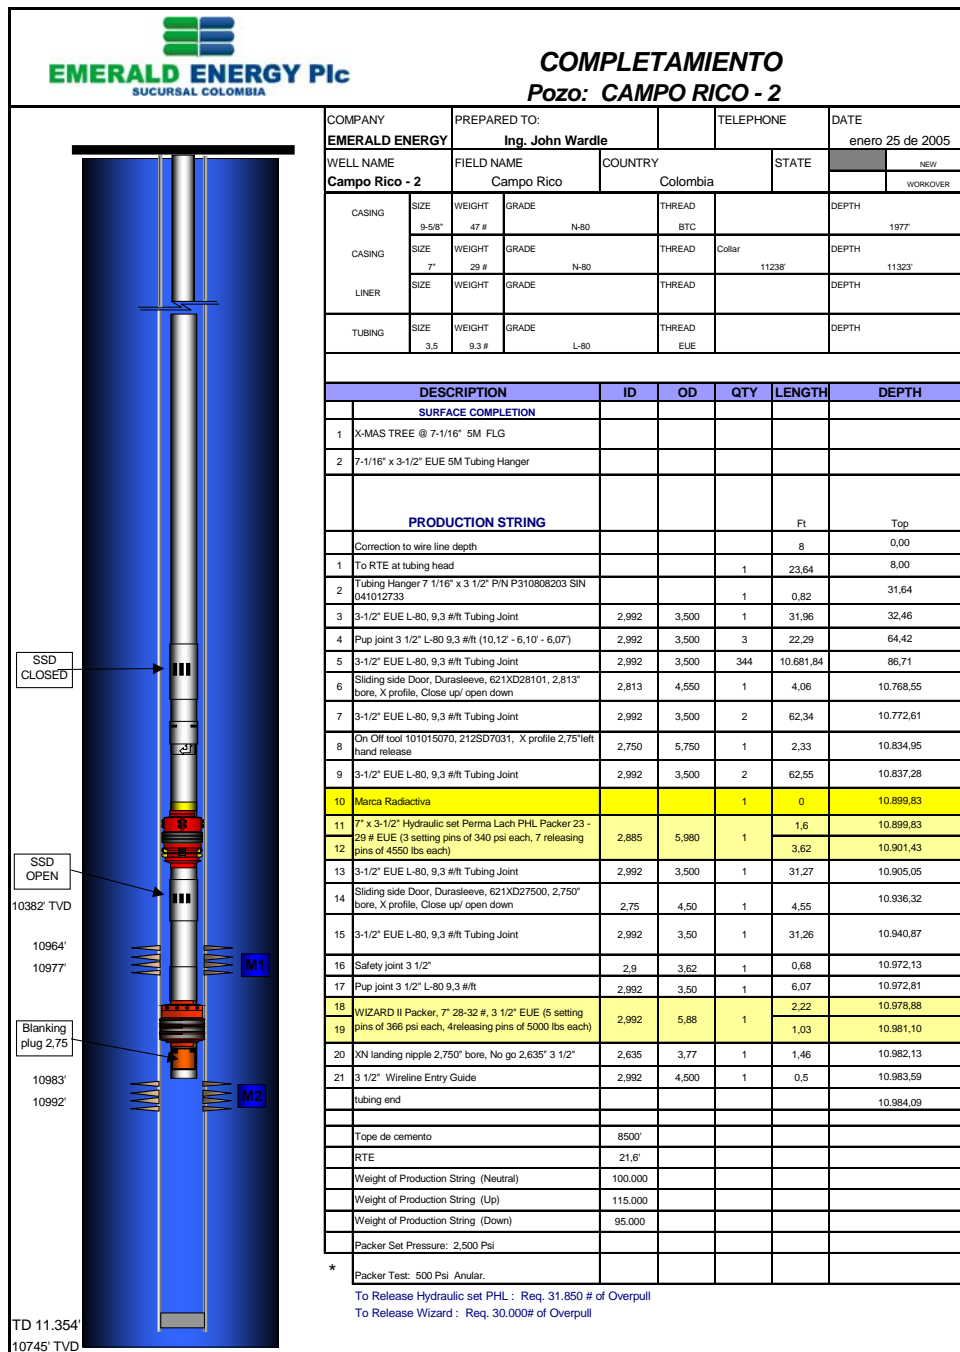 EMERALD ENERGY Plc
SUCURSAL COLOMBIA
COMPLETAMIENTO
Pozo: CAMPO RICO - 2
COMPANY PREPARED TO: TELEPHONE DATE
EMERALD ENERGY Ing. John Wardle enero 25 de 2005
WELL NAME FIELD NAME COUNTRY STATE NEW
Campo Rico - 2 Campo Rico Colombia WORKOVER
CASING SIZE WEIGHT GRADE THREAD DEPTH
9-5/8" 47 # N-80 BTC 1977'
CASING SIZE WEIGHT GRADE THREAD Collar DEPTH
7" 29 # N-80 11238' 11323'
LINER SIZE WEIGHT GRADE THREAD DEPTH
TUBING SIZE WEIGHT GRADE THREAD DEPTH
3,5 9.3 # L-80 EUE
DESCRIPTION ID OD QTY LENGTH DEPTH
SURFACE COMPLETION
1 X-MAS TREE @ 7-1/16" 5M FLG
2 7-1/16" x 3-1/2" EUE 5M Tubing Hanger
PRODUCTION STRING Ft Top
Correction to wire line depth 8 0,00
1 To RTE at tubing head 1 23,64 8,00
2 Tubing Hanger 7 1/16" x 3 1/2" P/N P310808203 SIN 041012733 1 0,82 31,64
3 3-1/2" EUE L-80, 9,3 #/ft Tubing Joint 2,992 3,500 1 31,96 32,46
4 Pup joint 3 1/2" L-80 9,3 #/ft (10,12' - 6,10' - 6,07') 2,992 3,500 3 22,29 64,42
5 3-1/2" EUE L-80, 9,3 #/ft Tubing Joint 2,992 3,500 344 10.681,84 86,71
6 Sliding side Door, Durasleeve, 621XD28101, 2,813" bore, X profile, Close up/ open down 2,813 4,550 1 4,06 10.768,55
7 3-1/2" EUE L-80, 9,3 #/ft Tubing Joint 2,992 3,500 2 62,34 10.772,61
8 On Off tool 101015070, 212SD7031, X profile 2,75"left hand release 2,750 5,750 1 2,33 10.834,95
9 3-1/2" EUE L-80, 9,3 #/ft Tubing Joint 2,992 3,500 2 62,55 10.837,28
10 Marca Radiactiva 1 0 10.899,83
11 7" x 3-1/2" Hydraulic set Perma Lach PHL Packer 23 - 1,6 10.899,83
12 29 # EUE (3 setting pins of 340 psi each, 7 releasing pins of 4550 lbs each) 2,885 5,980 1 3,62 10.901,43
13 3-1/2" EUE L-80, 9,3 #/ft Tubing Joint 2,992 3,500 1 31,27 10.905,05
14 Sliding side Door, Durasleeve, 621XD27500, 2,750" bore, X profile, Close up/ open down 2,75 4,50 1 4,55 10.936,32
15 3-1/2" EUE L-80, 9,3 #/ft Tubing Joint 2,992 3,50 1 31,26 10.940,87
16 Safety joint 3 1/2" 2,9 3,62 1 0,68 10.972,13
17 Pup joint 3 1/2" L-80 9,3 #/ft 2,992 3,50 1 6,07 10.972,81
18 WIZARD II Packer, 7" 28-32 #, 3 1/2" EUE (5 setting 2,22 10.978,88
19 pins of 366 psi each, 4releasing pins of 5000 lbs each) 2,992 5,88 1 1,03 10.981,10
20 XN landing nipple 2,750" bore, No go 2,635" 3 1/2" 2,635 3,77 1 1,46 10.982,13
21 3 1/2" Wireline Entry Guide 2,992 4,500 1 0,5 10.983,59
tubing end 10.984,09
Tope de cemento 8500'
RTE 21,6'
Weight of Production String (Neutral) 100.000
Weight of Production String (Up) 115.000
Weight of Production String (Down) 95.000
Packer Set Pressure: 2,500 Psi
* Packer Test: 500 Psi Anular.
To Release Hydraulic set PHL : Req. 31.850 # of Overpull
To Release Wizard : Req. 30.000# of Overpull
SSD
CLOSED
SSD
OPEN
10382' TVD
10964'
10977'
M1
Blanking
plug 2,75
10983'
10992'
M2
TD 11.354'
10745' TVD